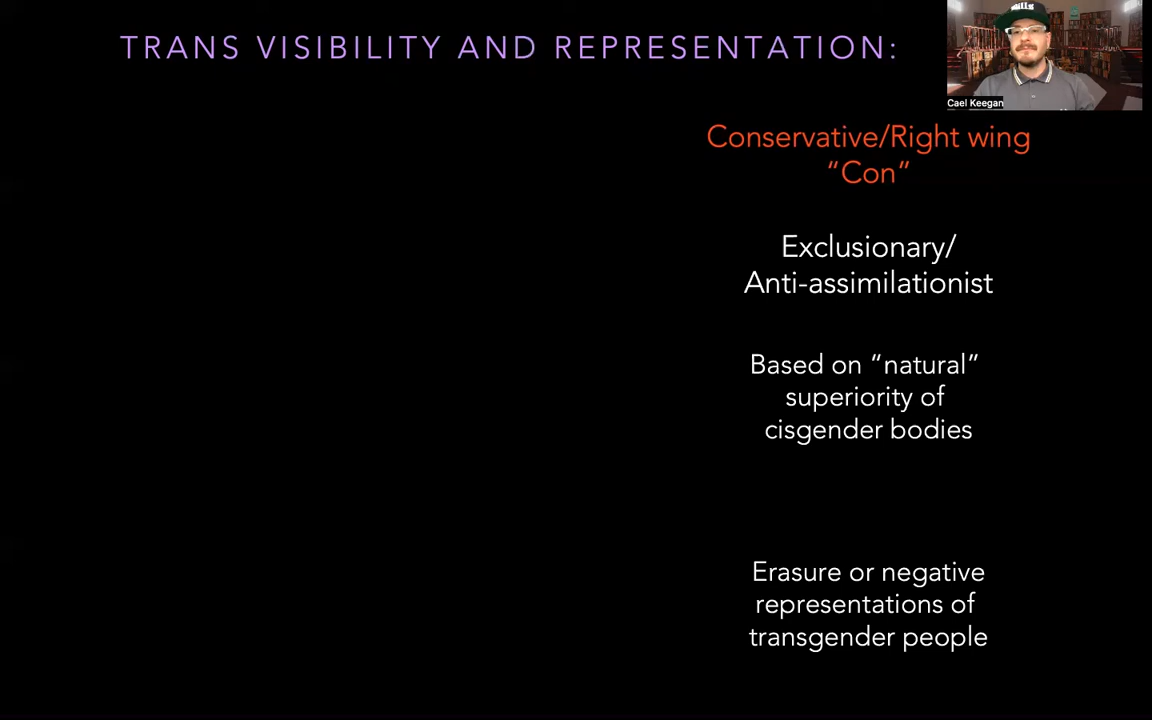 TRANS VISIBILITY AND REPRESENTATION:
Cael Keegan
Conservative/Right wing
“Con”
Exclusionary/
Anti-assimilationist
Based on “natural”
superiority of
cisgender bodies
Erasure or negative
representations of
transgender people